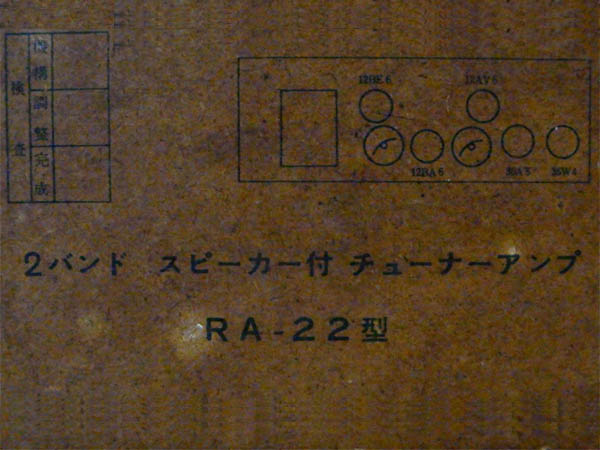 検査
機構
調整
完成
12BE6 12AV6
12BA6 35W4
2バンド スピーカー付 チューナーアンプ
RA-22型